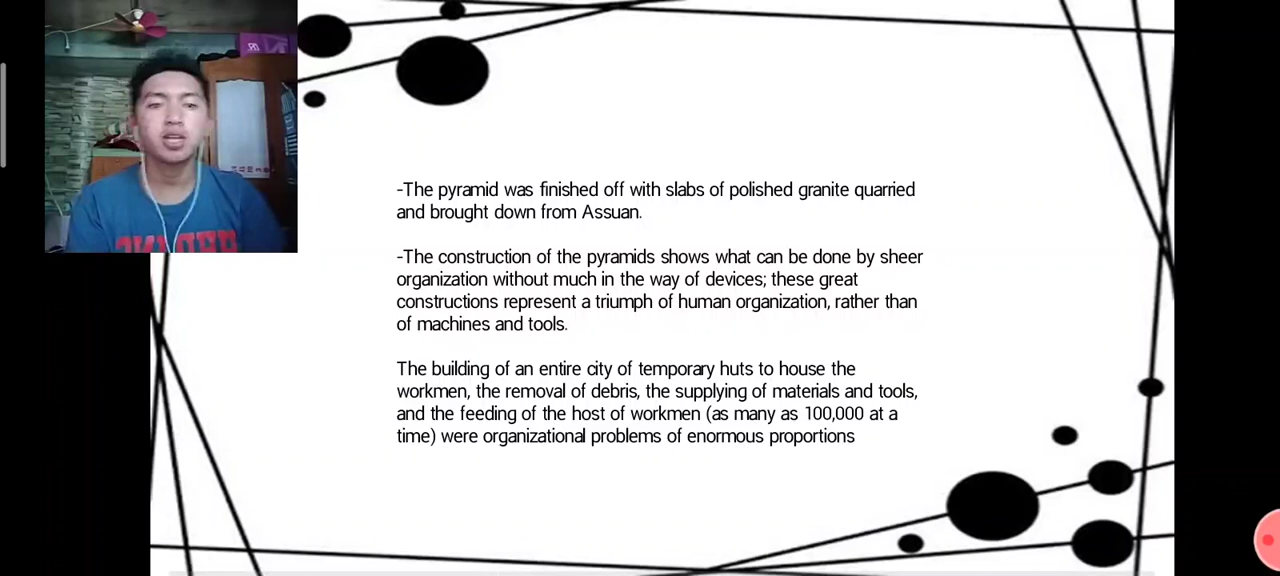 -The pyramid was finished off with slabs of polished granite quarried
and brought down from Assuan.
-The construction of the pyramids shows what can be done by sheer
organization without much in the way of devices; these great
constructions represent a triumph of human organization, rather than
of machines and tools.
The building of an entire city of temporary huts to house the
workmen, the removal of debris, the supplying of materials and tools,
and the feeding of the host of workmen (as many as 100,000 at a
time) were organizational problems of enormous proportions